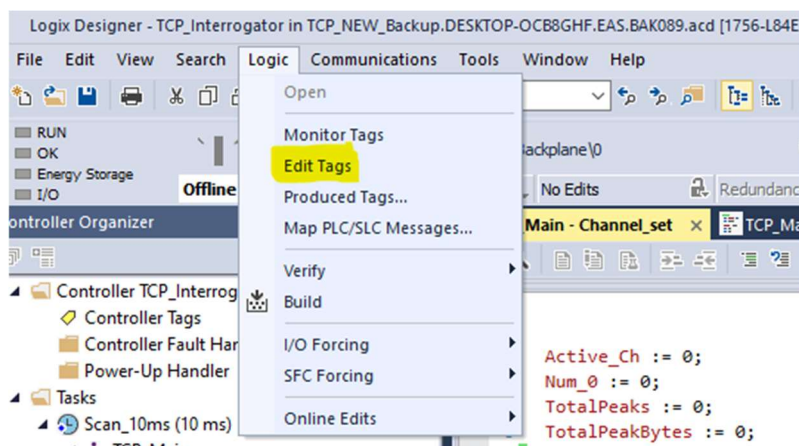 Logix Designer - TCP_Interrogator in TCP_NEW_Backup.DESKTOP-OCB8GHF.EAS.BAK089.acd [1756-L84E
File Edit View Search Logic Communications Tools Window Help
Open
Monitor Tags
Edit Tags
Produced Tags...
Map PLC/SLC Messages...
Verify
Build
I/O Forcing
SFC Forcing
Online Edits
RUN
OK
Energy Storage
I/O
Offline
Backplane\0
No Edits
Redundanc
ontroller Organizer
Main - Channel_set
TCP_Ma
Controller TCP_Interrog
Controller Tags
Controller Fault Har
Power-Up Handler
Tasks
Scan_10ms (10 ms)
Active_Ch := 0;
Num_0 := 0;
TotalPeaks := 0;
TotalPeakBytes := 0;